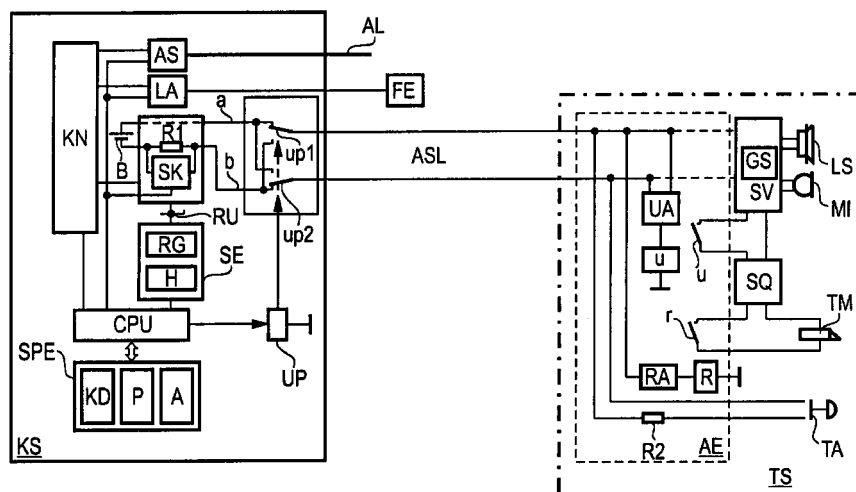 AL
AS
LA
FE
KN
R1
a
B
SK
b
up1
up2
ASL
RU
RG
SE
H
CPU
UP
SPE
KD
P
A
KS
GS
SV
LS
MI
UA
u
u
SQ
r
TM
RA
R
R2
TA
AE
TS